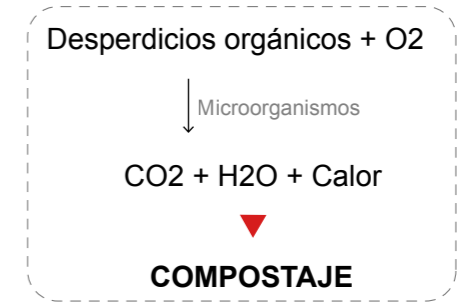 Desperdicios orgánicos + O2
Microorganismos
CO2 + H2O + Calor
COMPOSTAJE